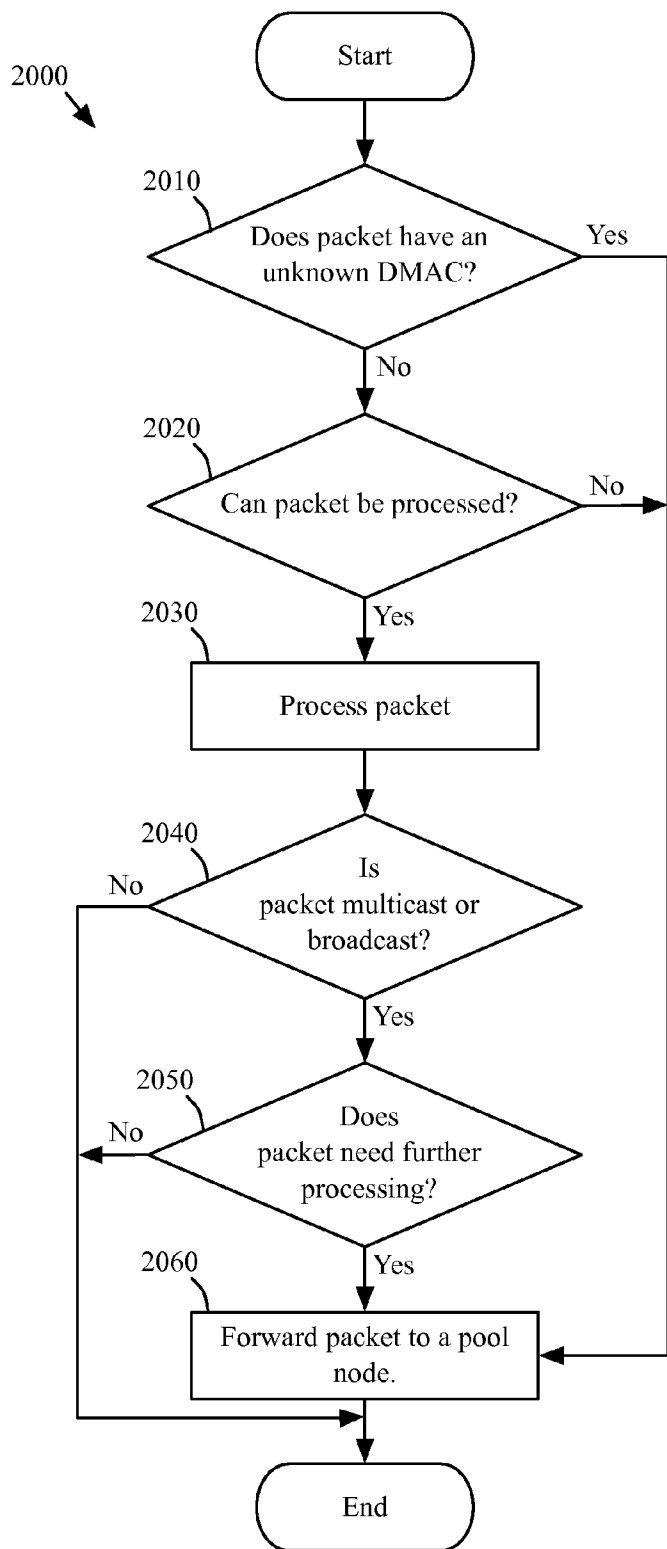 Start
2000
2010
Does packet have an
unknown DMAC?
Yes
No
2020
Can packet be processed?
No
Yes
2030
Process packet
2040
No
Is
packet multicast or
broadcast?
Yes
2050
No
Does
packet need further
processing?
Yes
2060
Forward packet to a pool
node.
End